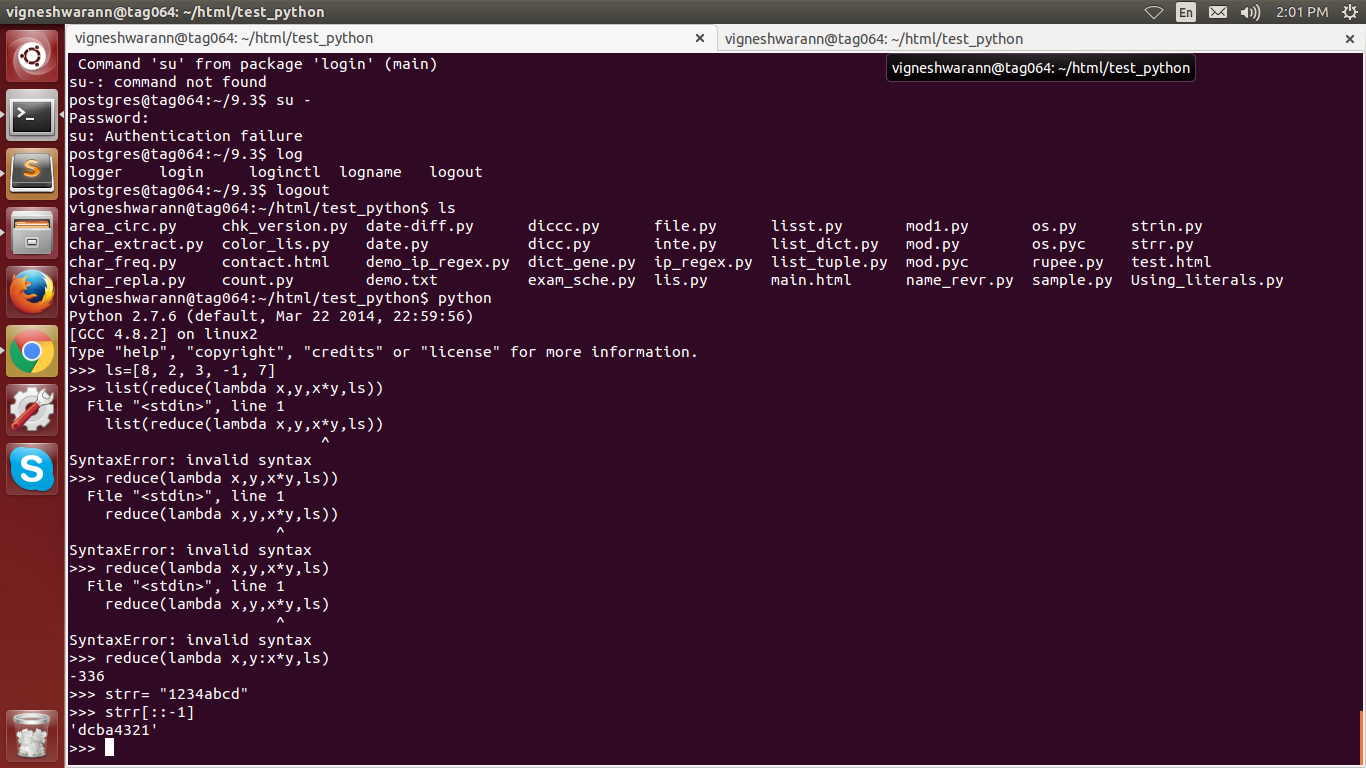 vigneshwarann@tag064: ~/html/test_python
En
2:01 PM
vigneshwarann@tag064: ~/html/test_python ×
vigneshwarann@tag064: ~/html/test_python ×
vigneshwarann@tag064: ~/html/test_python
 Command 'su' from package 'login' (main)
su-: command not found
postgres@tag064:~/9.3$ su -
Password:
su: Authentication failure
postgres@tag064:~/9.3$ log
logger    login     loginctl  logname   logout
postgres@tag064:~/9.3$ logout
vigneshwarann@tag064:~/html/test_python$ ls
area_circ.py     chk_version.py  date-diff.py      diccc.py      file.py      lisst.py       mod1.py       os.py      strin.py
char_extract.py  color_lis.py    date.py           dicc.py       inte.py      list_dict.py   mod.py        os.pyc     strr.py
char_freq.py     contact.html    demo_ip_regex.py  dict_gene.py  ip_regex.py  list_tuple.py  mod.pyc       rupee.py   test.html
char_repla.py    count.py        demo.txt          exam_sche.py  lis.py       main.html      name_revr.py  sample.py  Using_literals.py
vigneshwarann@tag064:~/html/test_python$ python
Python 2.7.6 (default, Mar 22 2014, 22:59:56)
[GCC 4.8.2] on linux2
Type "help", "copyright", "credits" or "license" for more information.
>>> ls=[8, 2, 3, -1, 7]
>>> list(reduce(lambda x,y,x*y,ls))
  File "<stdin>", line 1
    list(reduce(lambda x,y,x*y,ls))
                            ^
SyntaxError: invalid syntax
>>> reduce(lambda x,y,x*y,ls))
  File "<stdin>", line 1
    reduce(lambda x,y,x*y,ls))
                       ^
SyntaxError: invalid syntax
>>> reduce(lambda x,y,x*y,ls)
  File "<stdin>", line 1
    reduce(lambda x,y,x*y,ls)
                       ^
SyntaxError: invalid syntax
>>> reduce(lambda x,y:x*y,ls)
-336
>>> strr= "1234abcd"
>>> strr[::-1]
'dcba4321'
>>>